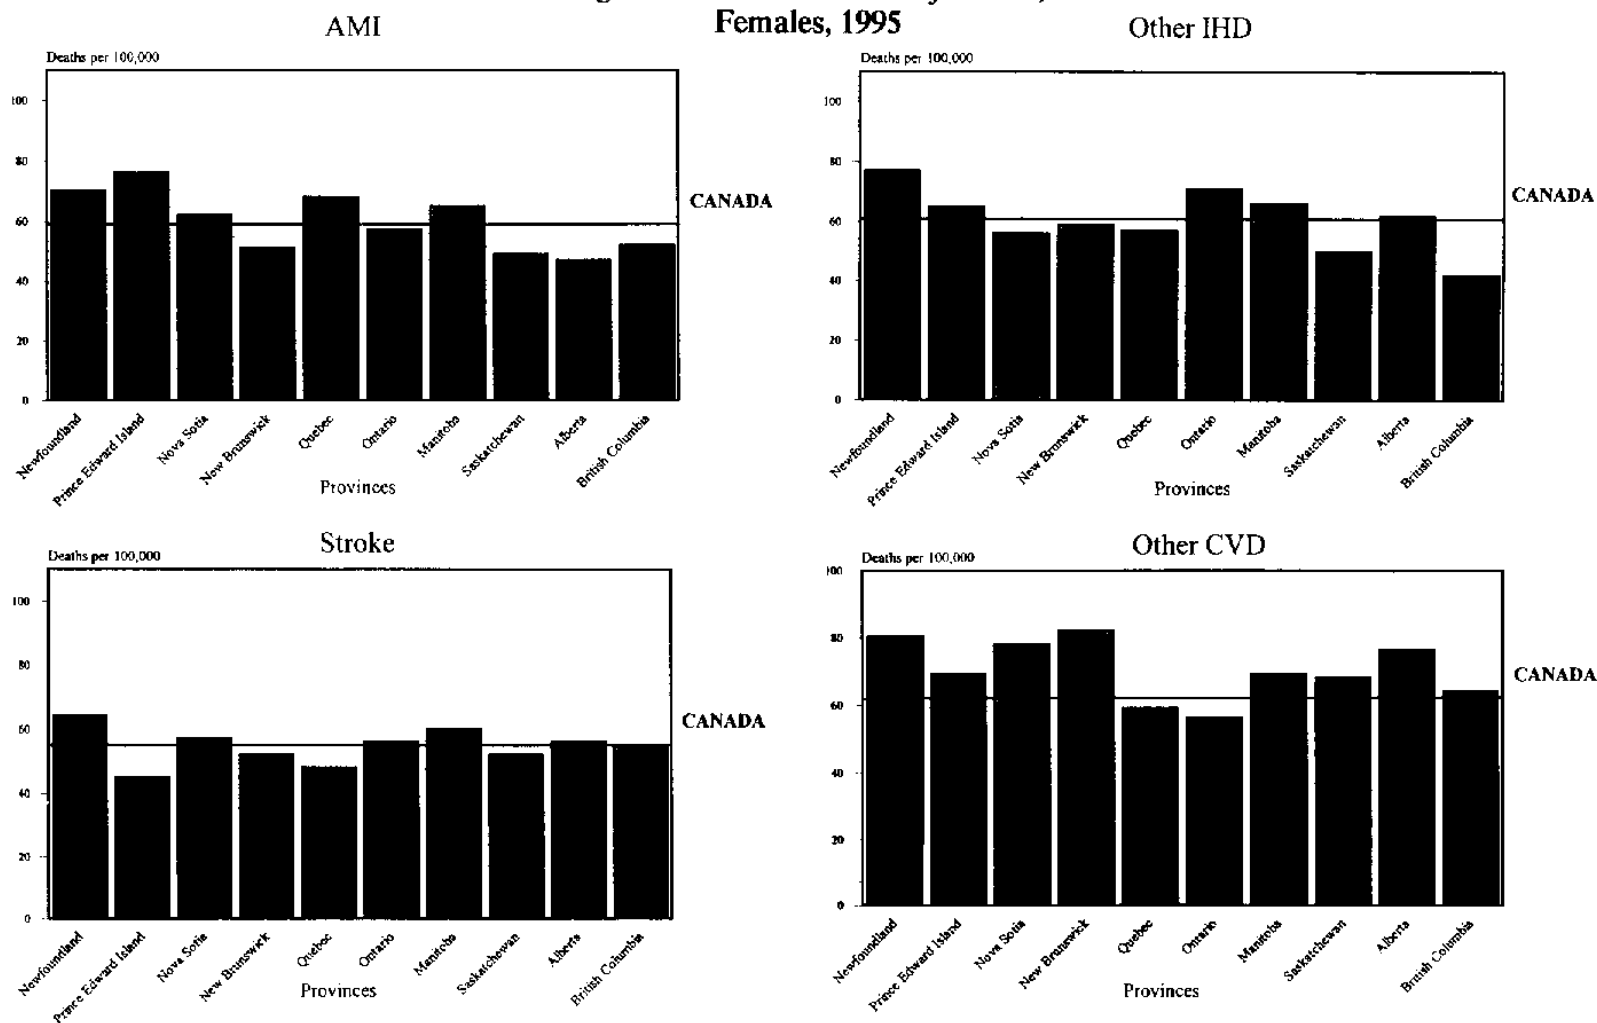 Females, 1995
AMI
Deaths per 100,000
100
80
60
40
20
0
CANADA
Newfoundland
Prince Edward Island
Nova Sotia
New Brunswick
Quebec
Ontario
Manitoba
Saskatchewan
Alberta
British Columbia
Provinces
Other IHD
Deaths per 100,000
100
80
60
40
20
0
CANADA
Newfoundland
Prince Edward Island
Nova Sotia
New Brunswick
Quebec
Ontario
Manitoba
Saskatchewan
Alberta
British Columbia
Provinces
Stroke
Deaths per 100,000
100
80
60
40
20
0
CANADA
Newfoundland
Prince Edward Island
Nova Sotia
New Brunswick
Quebec
Ontario
Manitoba
Saskatchewan
Alberta
British Columbia
Provinces
Other CVD
Deaths per 100,000
100
80
60
40
20
0
CANADA
Newfoundland
Prince Edward Island
Nova Sotia
New Brunswick
Quebec
Ontario
Manitoba
Saskatchewan
Alberta
British Columbia
Provinces